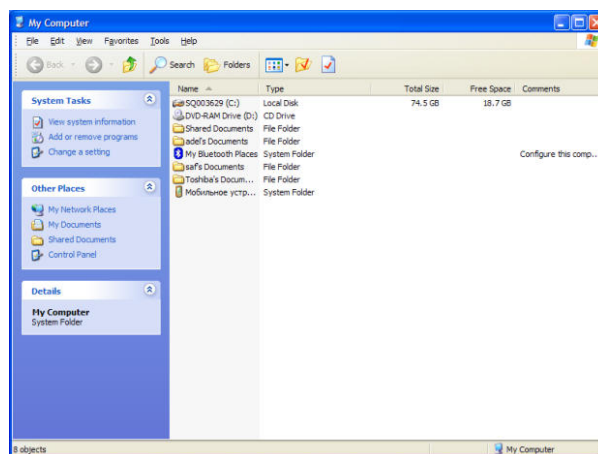 My Computer
File Edit View Favorites Tools Help
Back Search Folders
System Tasks
View system information
Add or remove programs
Change a setting
Other Places
My Network Places
My Documents
Shared Documents
Control Panel
Details
My Computer
System Folder
Name Type Total Size Free Space Comments
SQ003629 (C:) Local Disk 74.5 GB 18.7 GB
DVD-RAM Drive (D:) CD Drive
Shared Documents File Folder
adel's Documents File Folder
My Bluetooth Places System Folder Configure this comp...
saf's Documents File Folder
Toshiba's Docum... File Folder
Мобильное устр... System Folder
8 objects My Computer